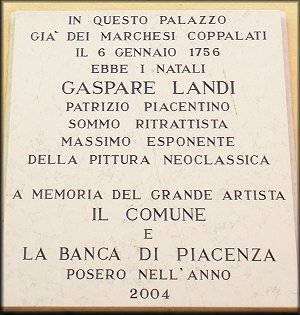 IN QUESTO PALAZZO
GIA' DEI MARCHESI COPPALATI
IL 6 GENNAIO 1756
EBBE I NATALI
GASPARE LANDI
PATRIZIO PIACENTINO
SOMMO RITRATTISTA
MASSIMO ESPONENTE
DELLA PITTURA NEOCLASSICA
A MEMORIA DEL GRANDE ARTISTA
IL COMUNE
E
LA BANCA DI PIACENZA
POSERO NELL'ANNO
2004